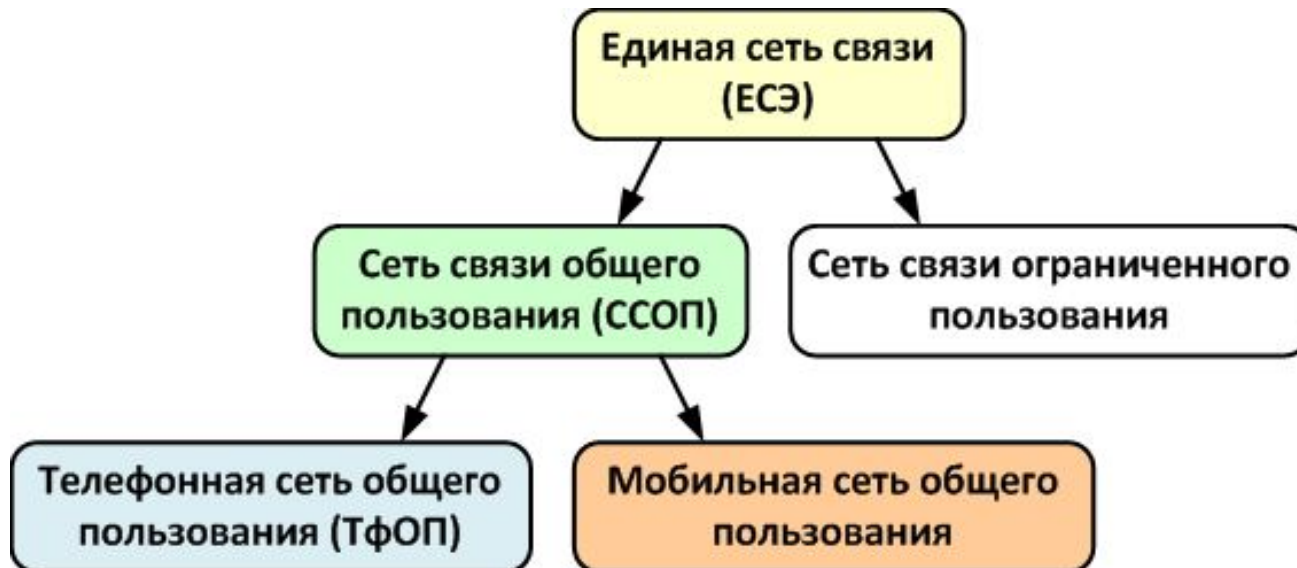 Единая сеть связи
(ЕСЭ)
Сеть связи общего
пользования (ССОП)
Сеть связи ограниченного
пользования
Телефонная сеть общего
пользования (ТфОП)
Мобильная сеть общего
пользования